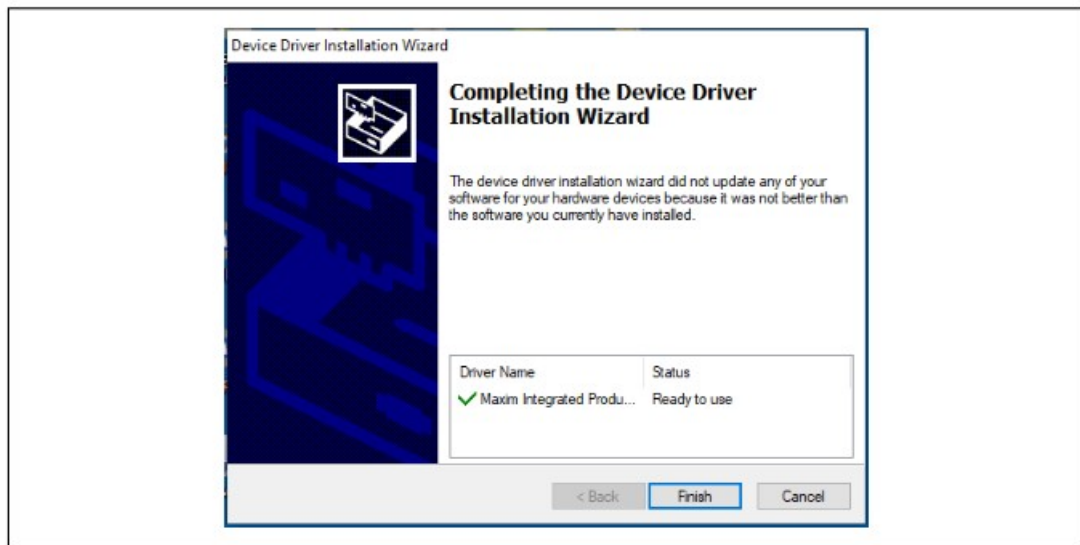 Device Driver Installation Wizard
Completing the Device Driver
Installation Wizard
The device driver installation wizard did not update any of your
software for your hardware devices because it was not better than
the software you currently have installed.
Driver Name Status
Maxim Integrated Produ... Ready to use
< Back Finish Cancel